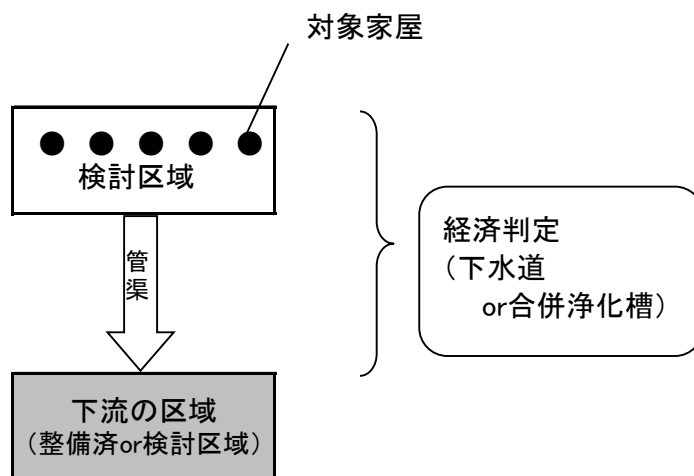 対象家屋
検討区域
管渠
経済判定
（下水道
or合併浄化槽）
下流の区域
（整備済or検討区域）